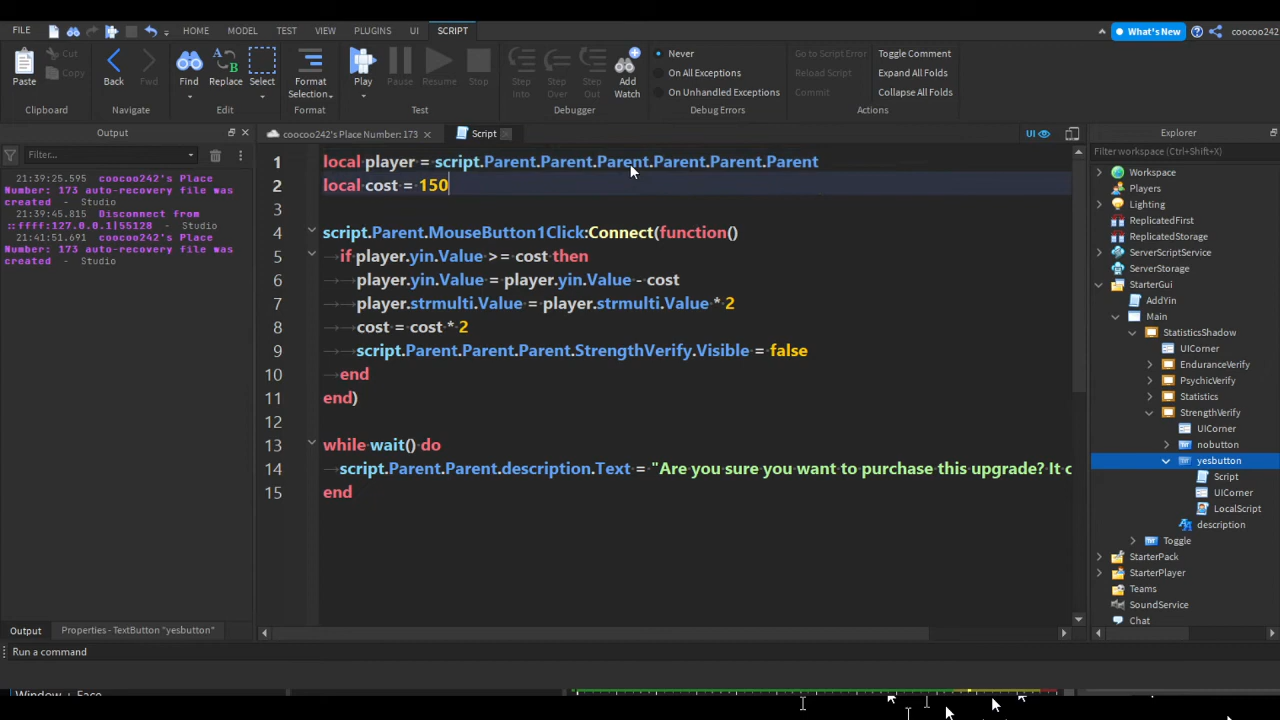 FILE HOME MODEL TEST VIEW PLUGINS UI SCRIPT What's New coocoo242
Paste Cut Copy Back Fwd Find Replace Select Format Selection Play Pause Resume Stop Step Into Step Over Step Out Add Watch Never On All Exceptions On Unhandled Exceptions Go to Script Error Reload Script Commit Toggle Comment Expand All Folds Collapse All Folds
Clipboard Navigate Edit Format Test Debugger Debug Errors Actions
Output
Filter...
21:39:25.595 coocoo242's Place
Number: 173 auto-recovery file was
created - Studio
21:39:45.815 Disconnect from
::ffff:127.0.0.1|55128 - Studio
21:41:51.691 coocoo242's Place
Number: 173 auto-recovery file was
created - Studio
Output Properties - TextButton "yesbutton"
coocoo242's Place Number: 173 × Script UI
1 local player = script.Parent.Parent.Parent.Parent.Parent.Parent
2 local cost = 150
3
4 script.Parent.MouseButton1Click:Connect(function()
5 if player.yin.Value >= cost then
6 player.yin.Value = player.yin.Value - cost
7 player.strmulti.Value = player.strmulti.Value * 2
8 cost = cost * 2
9 script.Parent.Parent.Parent.StrengthVerify.Visible = false
10 end
11 end)
12
13 while wait() do
14 script.Parent.Parent.description.Text = "Are you sure you want to purchase this upgrade? It c
15 end
Explorer
Filter workspace (Ctrl+Shift+X)
Workspace
Players
Lighting
ReplicatedFirst
ReplicatedStorage
ServerScriptService
ServerStorage
StarterGui
AddYin
Main
StatisticsShadow
UICorner
EnduranceVerify
PsychicVerify
Statistics
StrengthVerify
UICorner
nobutton
yesbutton
Script
UICorner
LocalScript
description
Toggle
StarterPack
StarterPlayer
Teams
SoundService
Chat
Run a command
Window + Face